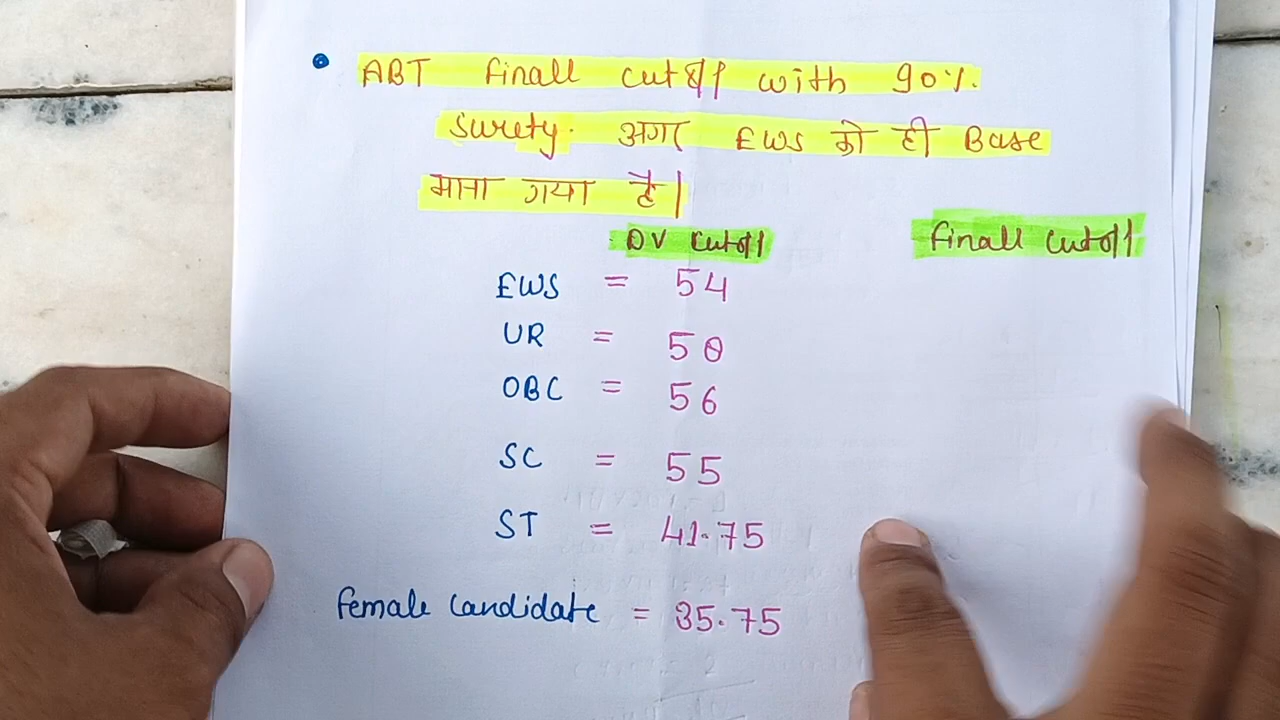 ABT finall cutoff with 90%.
Surety. अगर EWS को ही Base
माना गया है।
DV cutoff finall cutoff
EWS = 54
UR = 50
OBC = 56
SC = 55
ST = 41.75
female candidate = 35.75